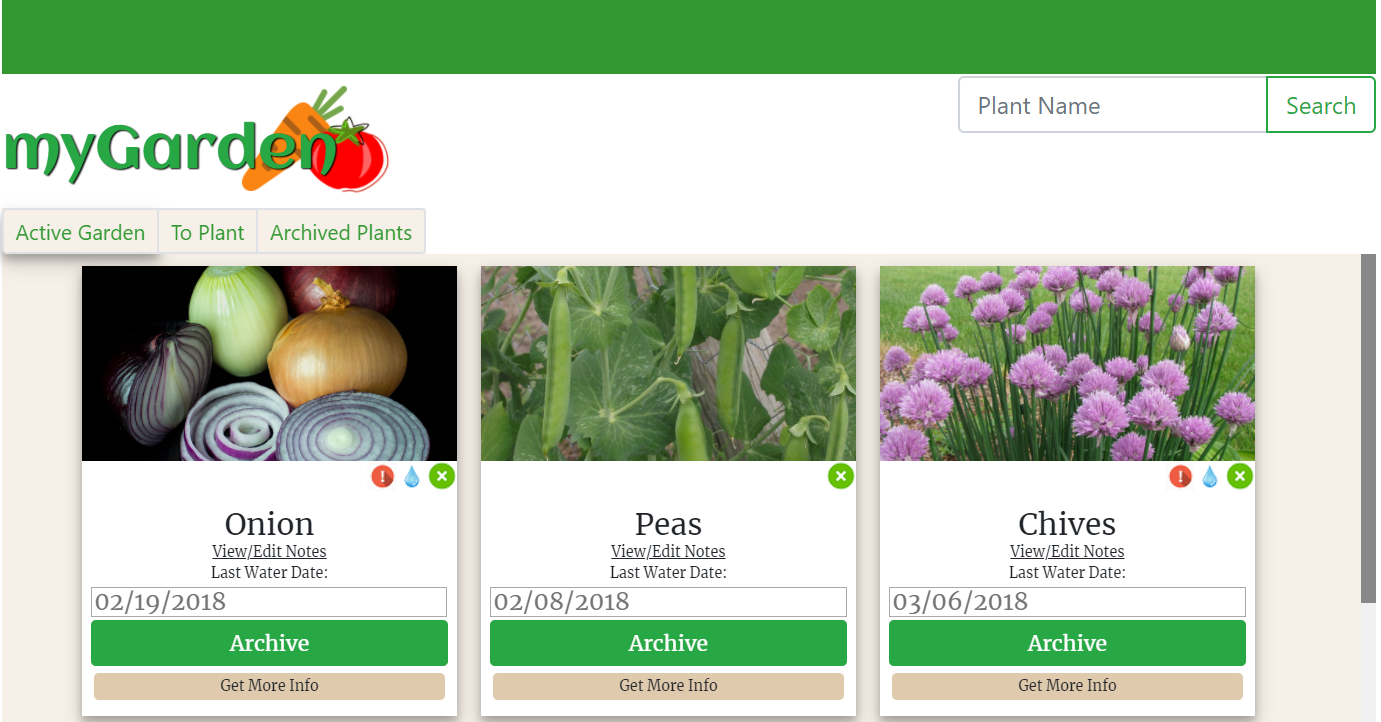 myGarden
Plant Name
Search
Active Garden
To Plant
Archived Plants
Onion
View/Edit Notes
Last Water Date:
02/19/2018
Archive
Get More Info
Peas
View/Edit Notes
Last Water Date:
02/08/2018
Archive
Get More Info
Chives
View/Edit Notes
Last Water Date:
03/06/2018
Archive
Get More Info